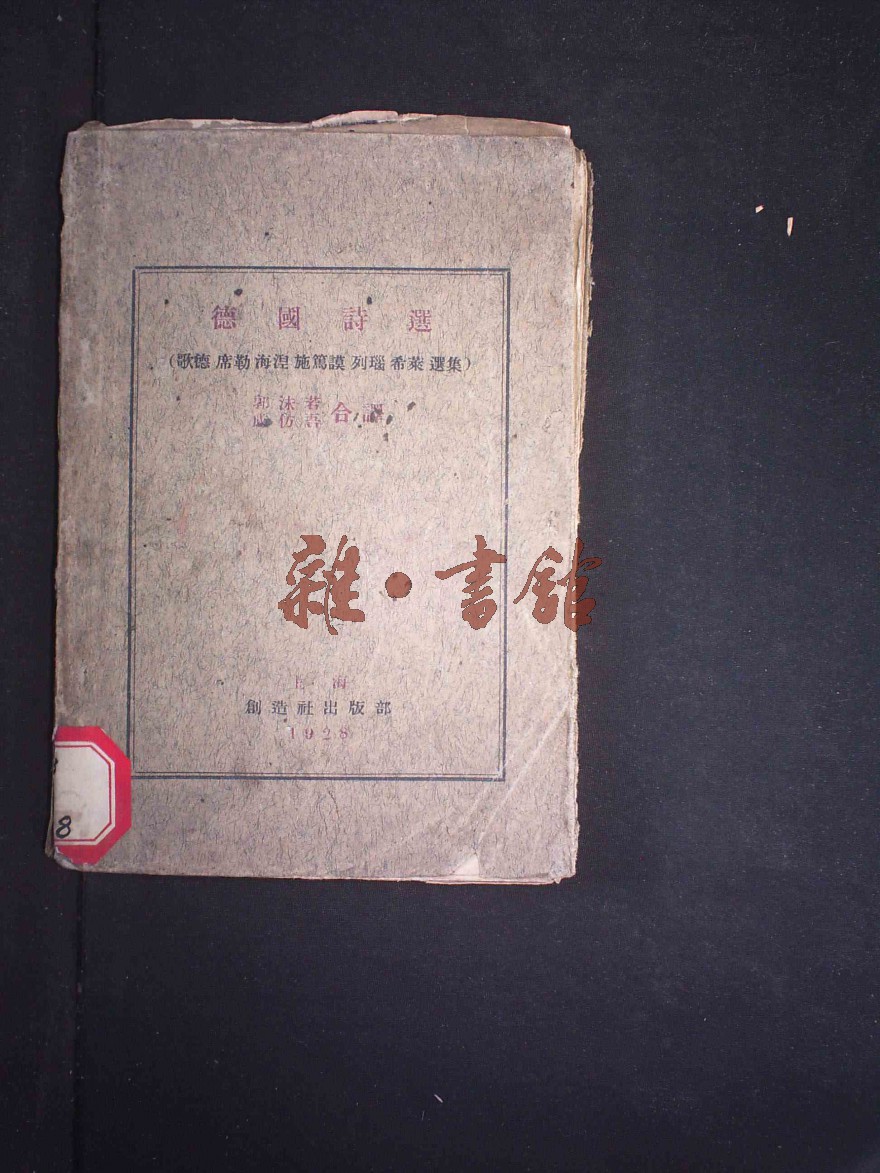 德國詩選
(歌德 席勒 海涅 施篤謨 列瑙 希萊 選集)
郭沫若
成仿吾 合譯
雜·書館
上海
創造社出版部
1928
8